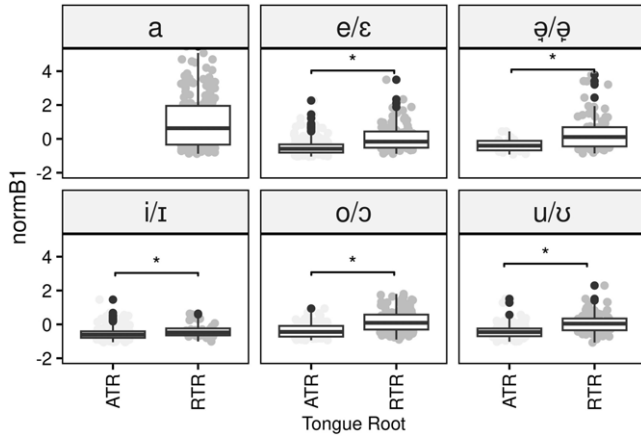 a
e/ɛ
ə̘/ə̙
4
2
0
-2
*
*
normB1
i/ɪ
o/ɔ
u/ʊ
4
2
0
-2
*
*
*
ATR
RTR
ATR
RTR
ATR
RTR
Tongue Root